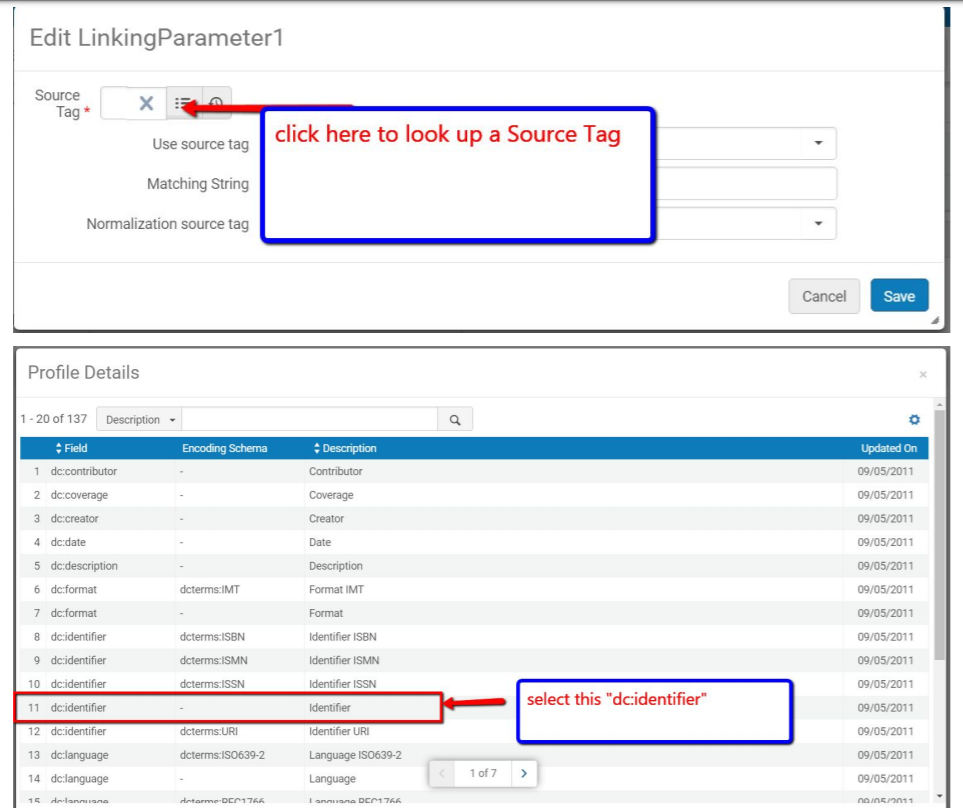 Edit LinkingParameter1
Source
Tag *
click here to look up a Source Tag
Use source tag
Matching String
Normalization source tag
Cancel Save
Profile Details
1 - 20 of 137 Description
Field Encoding Schema Description Updated On
1 dc:contributor - Contributor 09/05/2011
2 dc:coverage - Coverage 09/05/2011
3 dc:creator - Creator 09/05/2011
4 dc:date - Date 09/05/2011
5 dc:description - Description 09/05/2011
6 dc:format dcterms:IMT Format IMT 09/05/2011
7 dc:format - Format 09/05/2011
8 dc:identifier dcterms:ISBN Identifier ISBN 09/05/2011
9 dc:identifier dcterms:ISMN Identifier ISMN 09/05/2011
10 dc:identifier dcterms:ISSN Identifier ISSN 09/05/2011
select this "dc:identifier"
11 dc:identifier - Identifier 09/05/2011
12 dc:identifier dcterms:URI Identifier URI 09/05/2011
13 dc:language dcterms:ISO639-2 Language ISO639-2 09/05/2011
14 dc:language - Language 09/05/2011
1 of 7
15 dc:language dcterms:RFC1766 Language RFC1766 09/05/2011